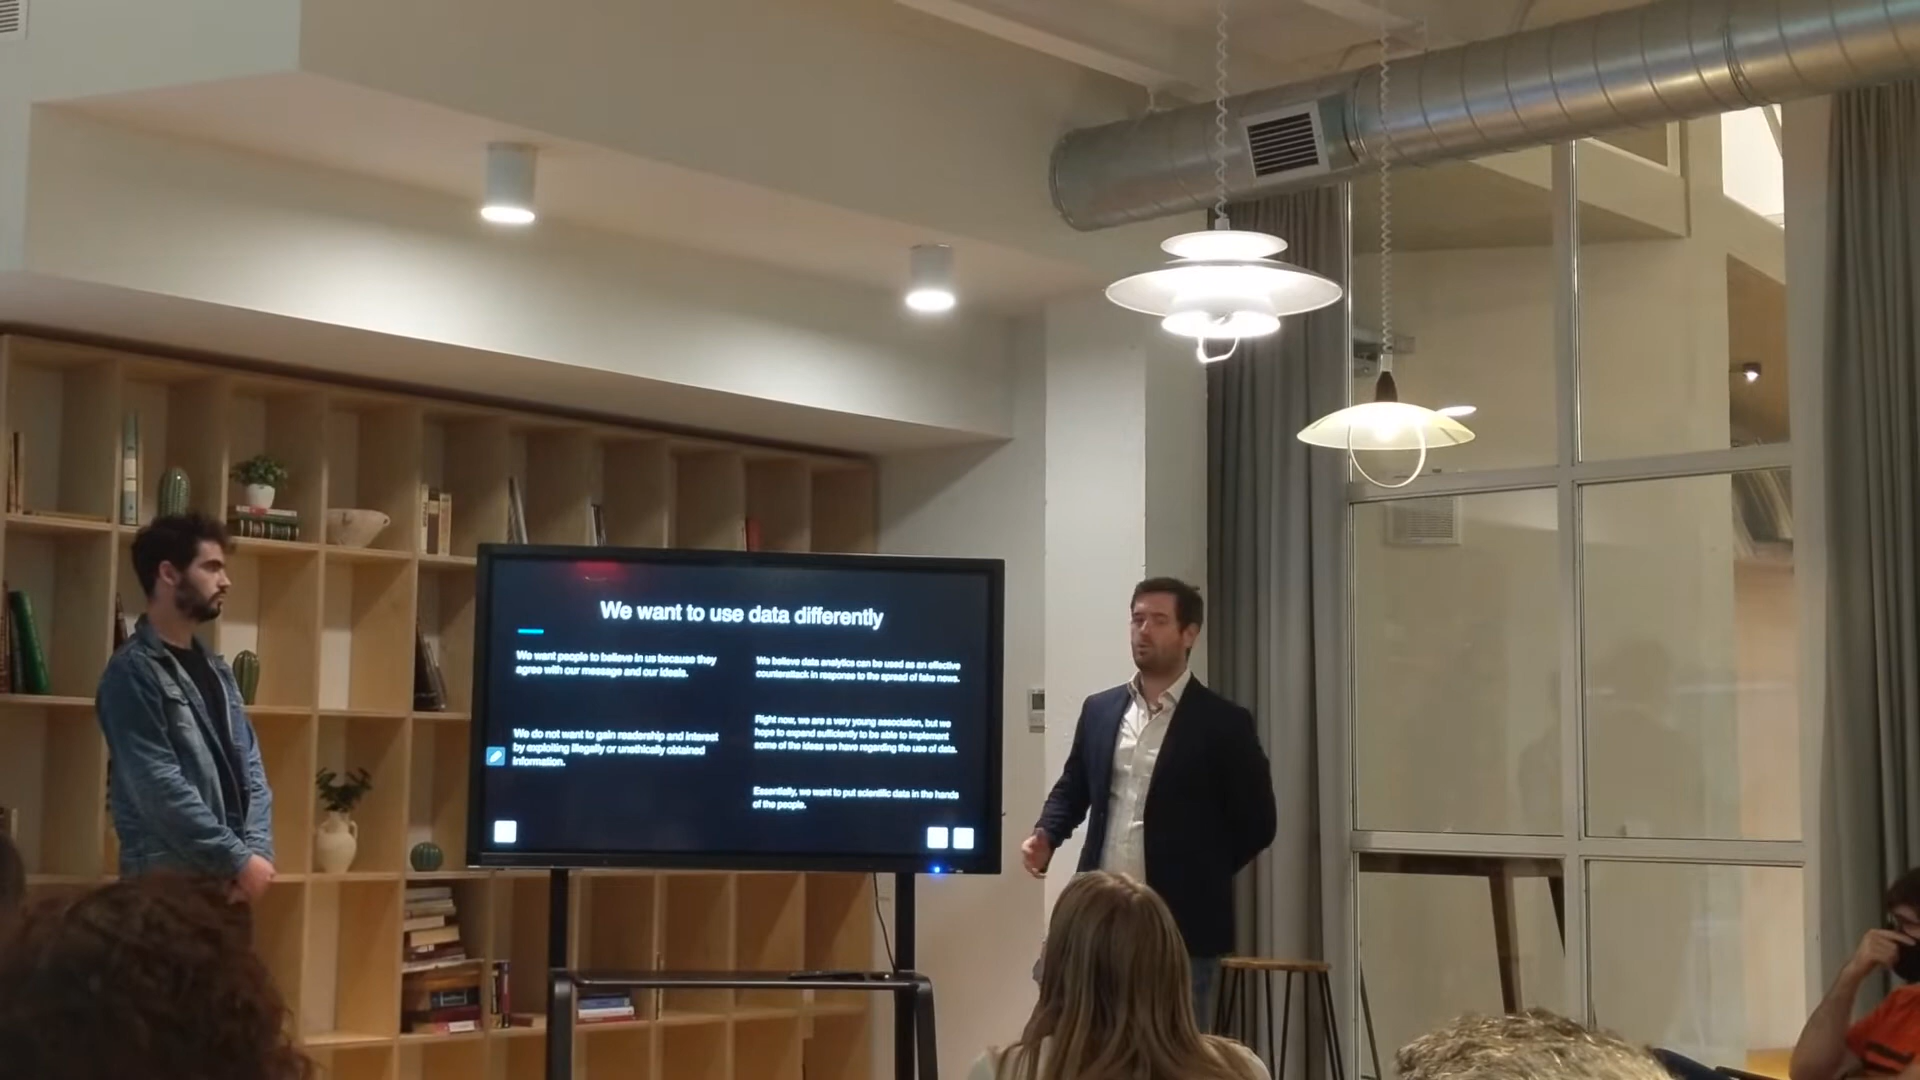 We want to use data differently
We want people to believe in us because they
agree with our message and our ideals.
We do not want to gain readership and interest
by exploiting illegally or unethically obtained
information.
We believe data analytics can be used as an effective
counterattack in response to the spread of fake news.
Right now, we are a very young association, but we
hope to expand sufficiently to be able to implement
some of the ideas we have regarding the use of data.
Essentially, we want to put scientific data in the hands
of the people.